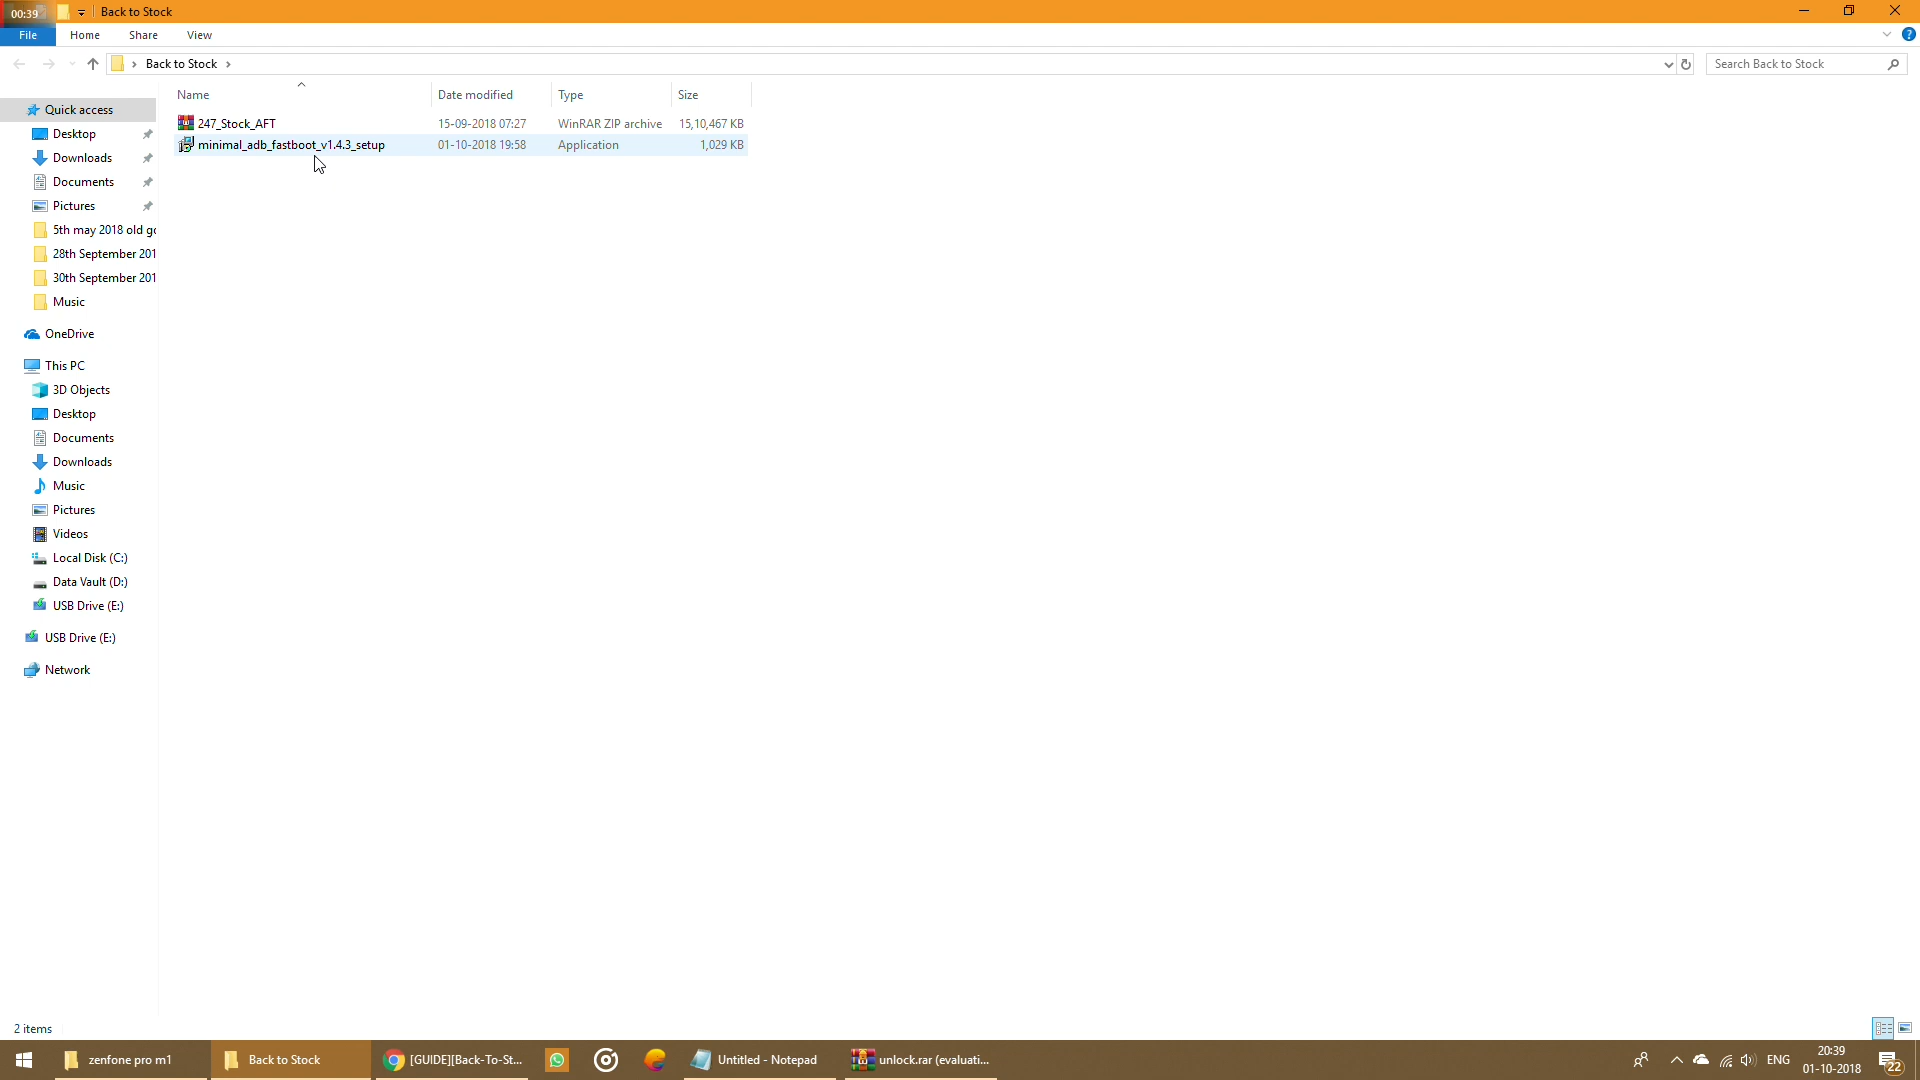 00:39
Back to Stock
File Home Share View
Back to Stock
Search Back to Stock
Name Date modified Type Size
247_Stock_AFT 15-09-2018 07:27 WinRAR ZIP archive 15,10,467 KB
minimal_adb_fastboot_v1.4.3_setup 01-10-2018 19:58 Application 1,029 KB
Quick access
Desktop
Downloads
Documents
Pictures
5th may 2018 old go
28th September 201
30th September 201
Music
OneDrive
This PC
3D Objects
Desktop
Documents
Downloads
Music
Pictures
Videos
Local Disk (C:)
Data Vault (D:)
USB Drive (E:)
USB Drive (E:)
Network
2 items
zenfone pro m1
Back to Stock
[GUIDE][Back-To-St...
Untitled - Notepad
unlock.rar (evaluati...
ENG
20:39
01-10-2018
22